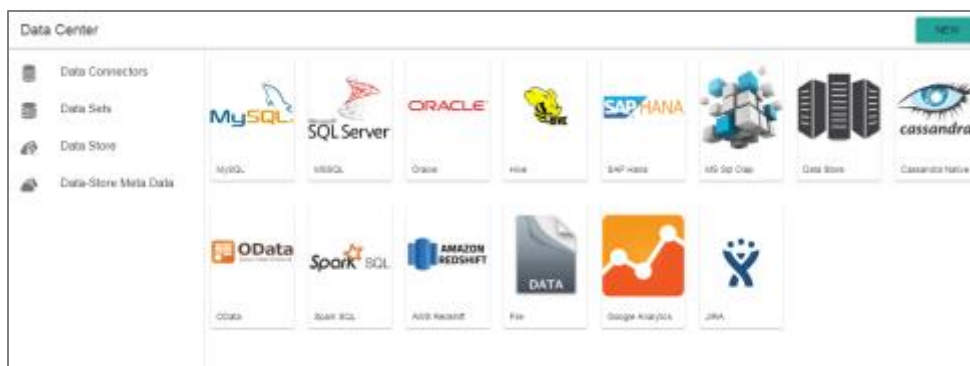 Data Center
NEW
Data Connectors
Data Sets
Data Store
Data-Store Meta Data
MySQL
Microsoft
SQL Server
ORACLE
HIVE
SAP HANA
cassandra
MySQL
MSSQL
Oracle
Hive
SAP Hana
MS Sql Olap
Data Store
Cassandra Native
OData
Spark SQL
AMAZON
REDSHIFT
DATA
OData
Spark SQL
AWS Redshift
File
Google Analytics
JIRA